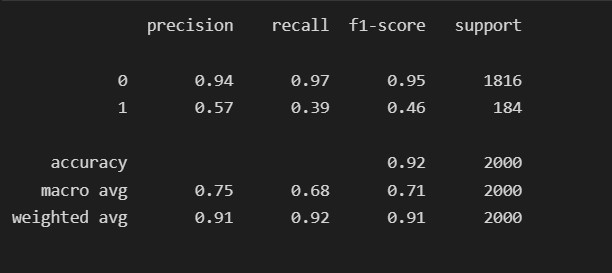 precision recall f1-score support
0 0.94 0.97 0.95 1816
1 0.57 0.39 0.46 184
accuracy 0.92 2000
macro avg 0.75 0.68 0.71 2000
weighted avg 0.91 0.92 0.91 2000